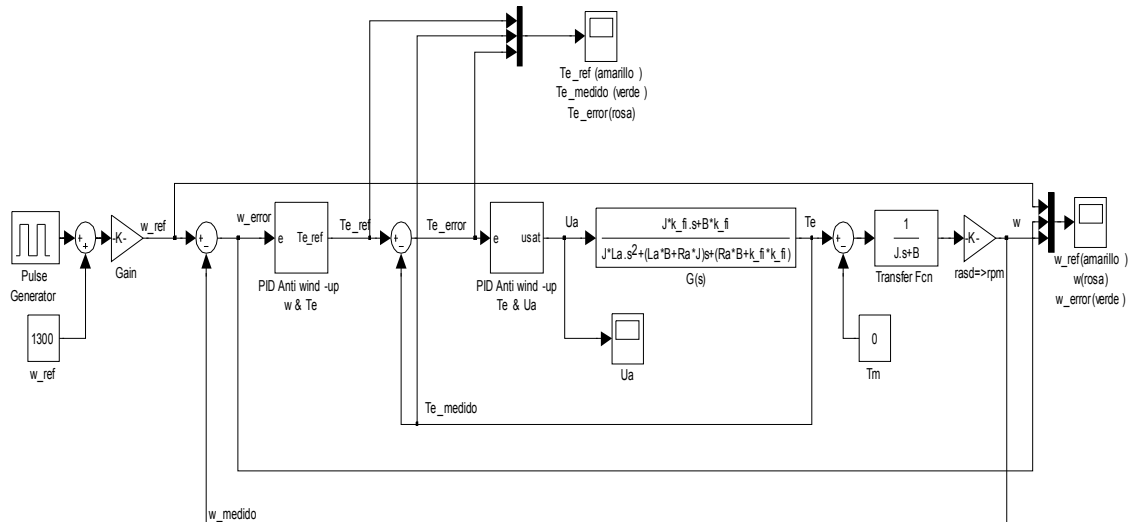 Te_ref (amarillo )
Te_medido (verde )
Te_error(rosa)
Pulse
Generator
1300
w_ref
+
+
-K-
Gain
w_ref
+
-
w_error
e
Te_ref
PID Anti wind -up
w & Te
Te_ref
+
-
Te_error
e
usat
PID Anti wind -up
Te & Ua
Ua
J*k_fi .s+B*k_fi
J*La.s2+(La*B+Ra*J)s+(Ra*B+k_fi*k_fi)
G(s)
Ua
Te
+
-
0
Tm
1
J.s+B
Transfer Fcn
-K-
rasd=>rpm
w
w_ref(amarillo )
w(rosa)
w_error(verde )
Te_medido
w_medido